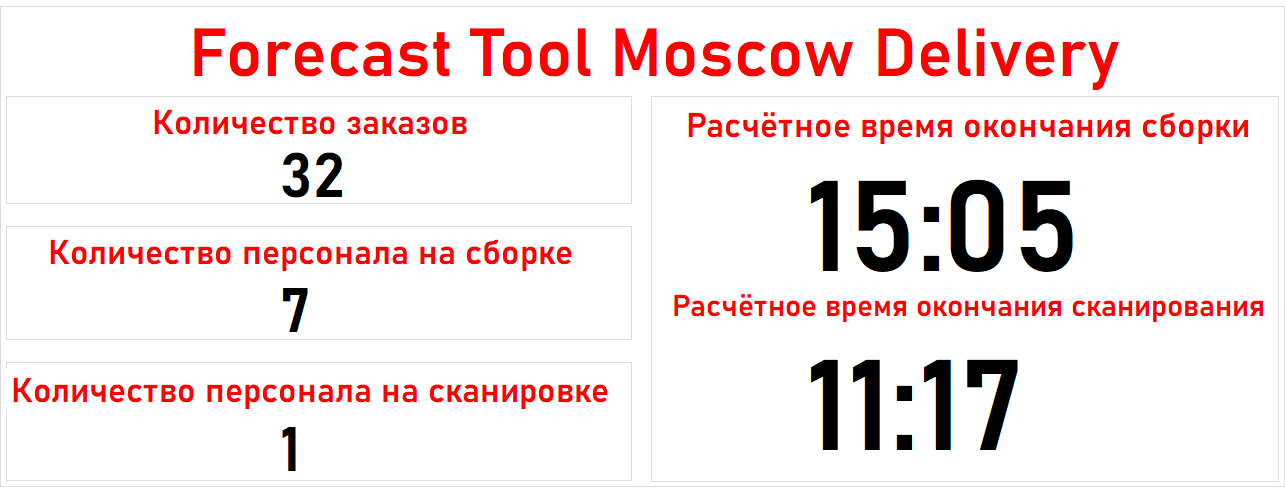 Forecast Tool Moscow Delivery
Количество заказов
32
Количество персонала на сборке
7
Количество персонала на сканировке
1
Расчётное время окончания сборки
15:05
Расчётное время окончания сканирования
11:17